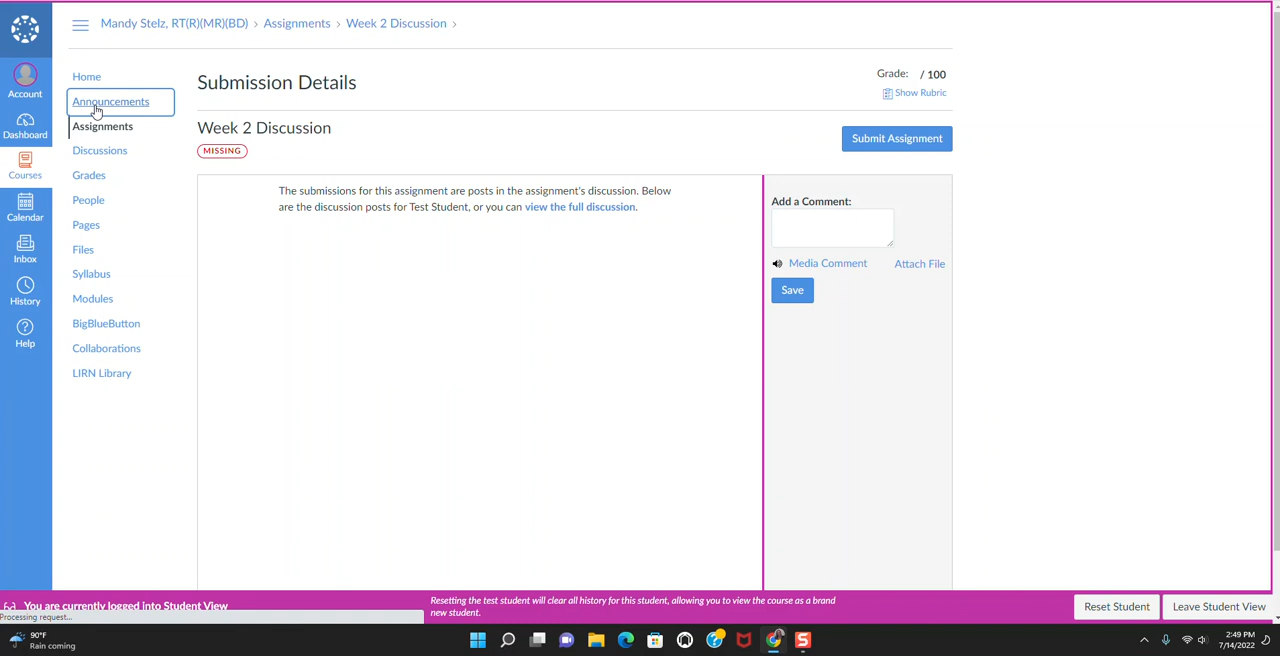 Mandy Stelz, RT(R)(MR)(BD) › Assignments › Week 2 Discussion ›
Account
Dashboard
Courses
Calendar
Inbox
History
Help
Home
Announcements
Assignments
Discussions
Grades
People
Pages
Files
Syllabus
Modules
BigBlueButton
Collaborations
LIRN Library
Submission Details
Grade: / 100
Show Rubric
Week 2 Discussion
MISSING
Submit Assignment
The submissions for this assignment are posts in the assignment's discussion. Below
are the discussion posts for Test Student, or you can view the full discussion.
Add a Comment:
Media Comment
Attach File
Save
You are currently logged into Student View
Processing request...
Resetting the test student will clear all history for this student, allowing you to view the course as a brand
new student.
Reset Student
Leave Student View
90°F
Rain coming
2:49 PM
7/14/2022